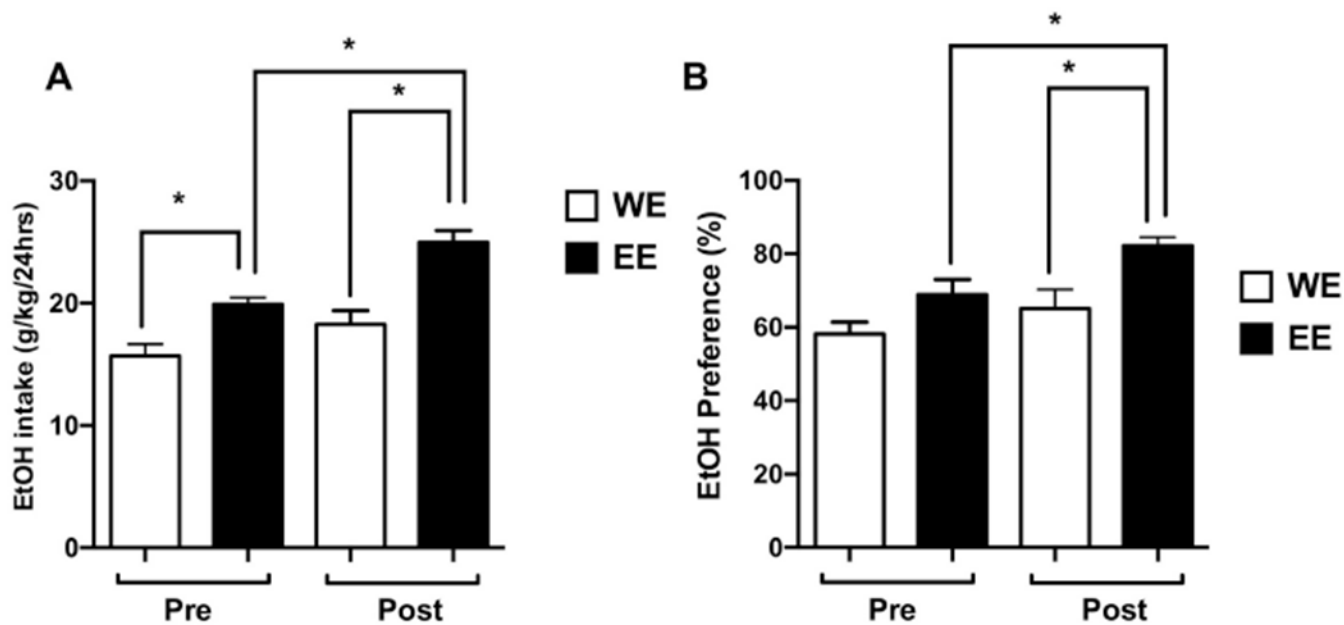 A
*
*
*
EtOH intake (g/kg/24hrs)
30
20
10
0
Pre
Post
WE
EE
B
*
*
EtOH Preference (%)
100
80
60
40
20
0
Pre
Post
WE
EE